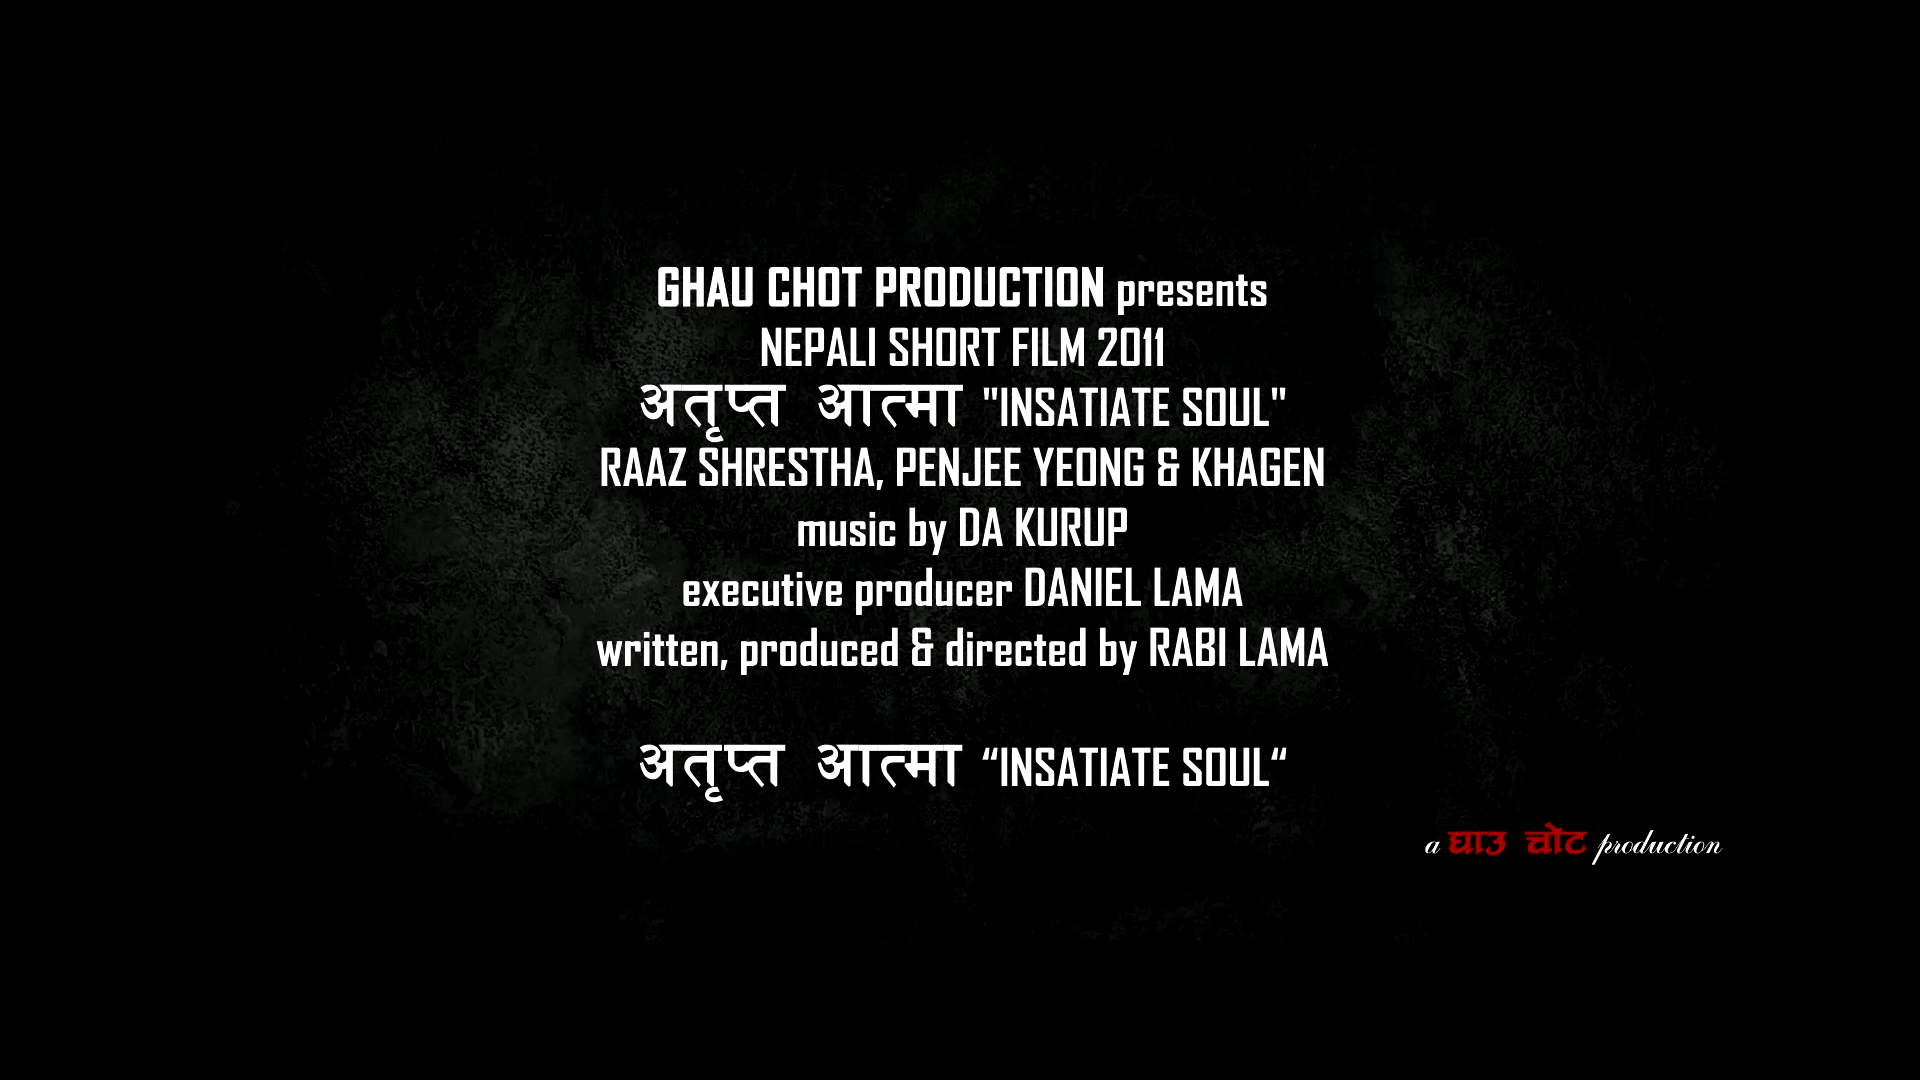 GHAU CHOT PRODUCTION presents
NEPALI SHORT FILM 2011
अतृप्त आत्मा "INSATIATE SOUL"
RAAZ SHRESTHA, PENJEE YEONG & KHAGEN
music by DA KURUP
executive producer DANIEL LAMA
written, produced & directed by RABI LAMA
अतृप्त आत्मा “INSATIATE SOUL“
a घाउ चोट production